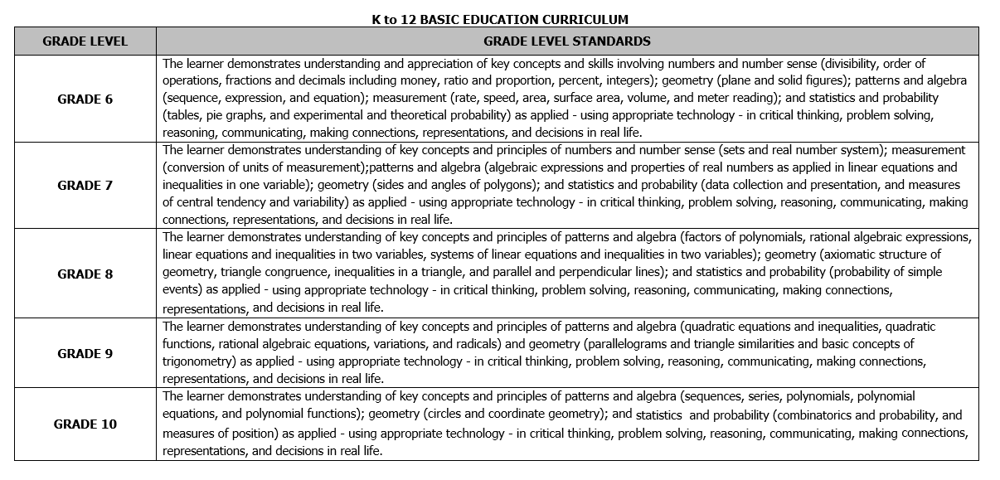 K to 12 BASIC EDUCATION CURRICULUM
GRADE LEVEL
GRADE LEVEL STANDARDS
GRADE 6
The learner demonstrates understanding and appreciation of key concepts and skills involving numbers and number sense (divisibility, order of
operations, fractions and decimals including money, ratio and proportion, percent, integers); geometry (plane and solid figures); patterns and algebra
(sequence, expression, and equation); measurement (rate, speed, area, surface area, volume, and meter reading); and statistics and probability
(tables, pie graphs, and experimental and theoretical probability) as applied - using appropriate technology - in critical thinking, problem solving,
reasoning, communicating, making connections, representations, and decisions in real life.
GRADE 7
The learner demonstrates understanding of key concepts and principles of numbers and number sense (sets and real number system); measurement
(conversion of units of measurement);patterns and algebra (algebraic expressions and properties of real numbers as applied in linear equations and
inequalities in one variable); geometry (sides and angles of polygons); and statistics and probability (data collection and presentation, and measures
of central tendency and variability) as applied - using appropriate technology - in critical thinking, problem solving, reasoning, communicating, making
connections, representations, and decisions in real life.
GRADE 8
The learner demonstrates understanding of key concepts and principles of patterns and algebra (factors of polynomials, rational algebraic expressions,
linear equations and inequalities in two variables, systems of linear equations and inequalities in two variables); geometry (axiomatic structure of
geometry, triangle congruence, inequalities in a triangle, and parallel and perpendicular lines); and statistics and probability (probability of simple
events) as applied - using appropriate technology - in critical thinking, problem solving, reasoning, communicating, making connections,
representations, and decisions in real life.
GRADE 9
The learner demonstrates understanding of key concepts and principles of patterns and algebra (quadratic equations and inequalities, quadratic
functions, rational algebraic equations, variations, and radicals) and geometry (parallelograms and triangle similarities and basic concepts of
trigonometry) as applied - using appropriate technology - in critical thinking, problem solving, reasoning, communicating, making connections,
representations, and decisions in real life.
GRADE 10
The learner demonstrates understanding of key concepts and principles of patterns and algebra (sequences, series, polynomials, polynomial
equations, and polynomial functions); geometry (circles and coordinate geometry); and statistics and probability (combinatorics and probability, and
measures of position) as applied - using appropriate technology - in critical thinking, problem solving, reasoning, communicating, making connections,
representations, and decisions in real life.